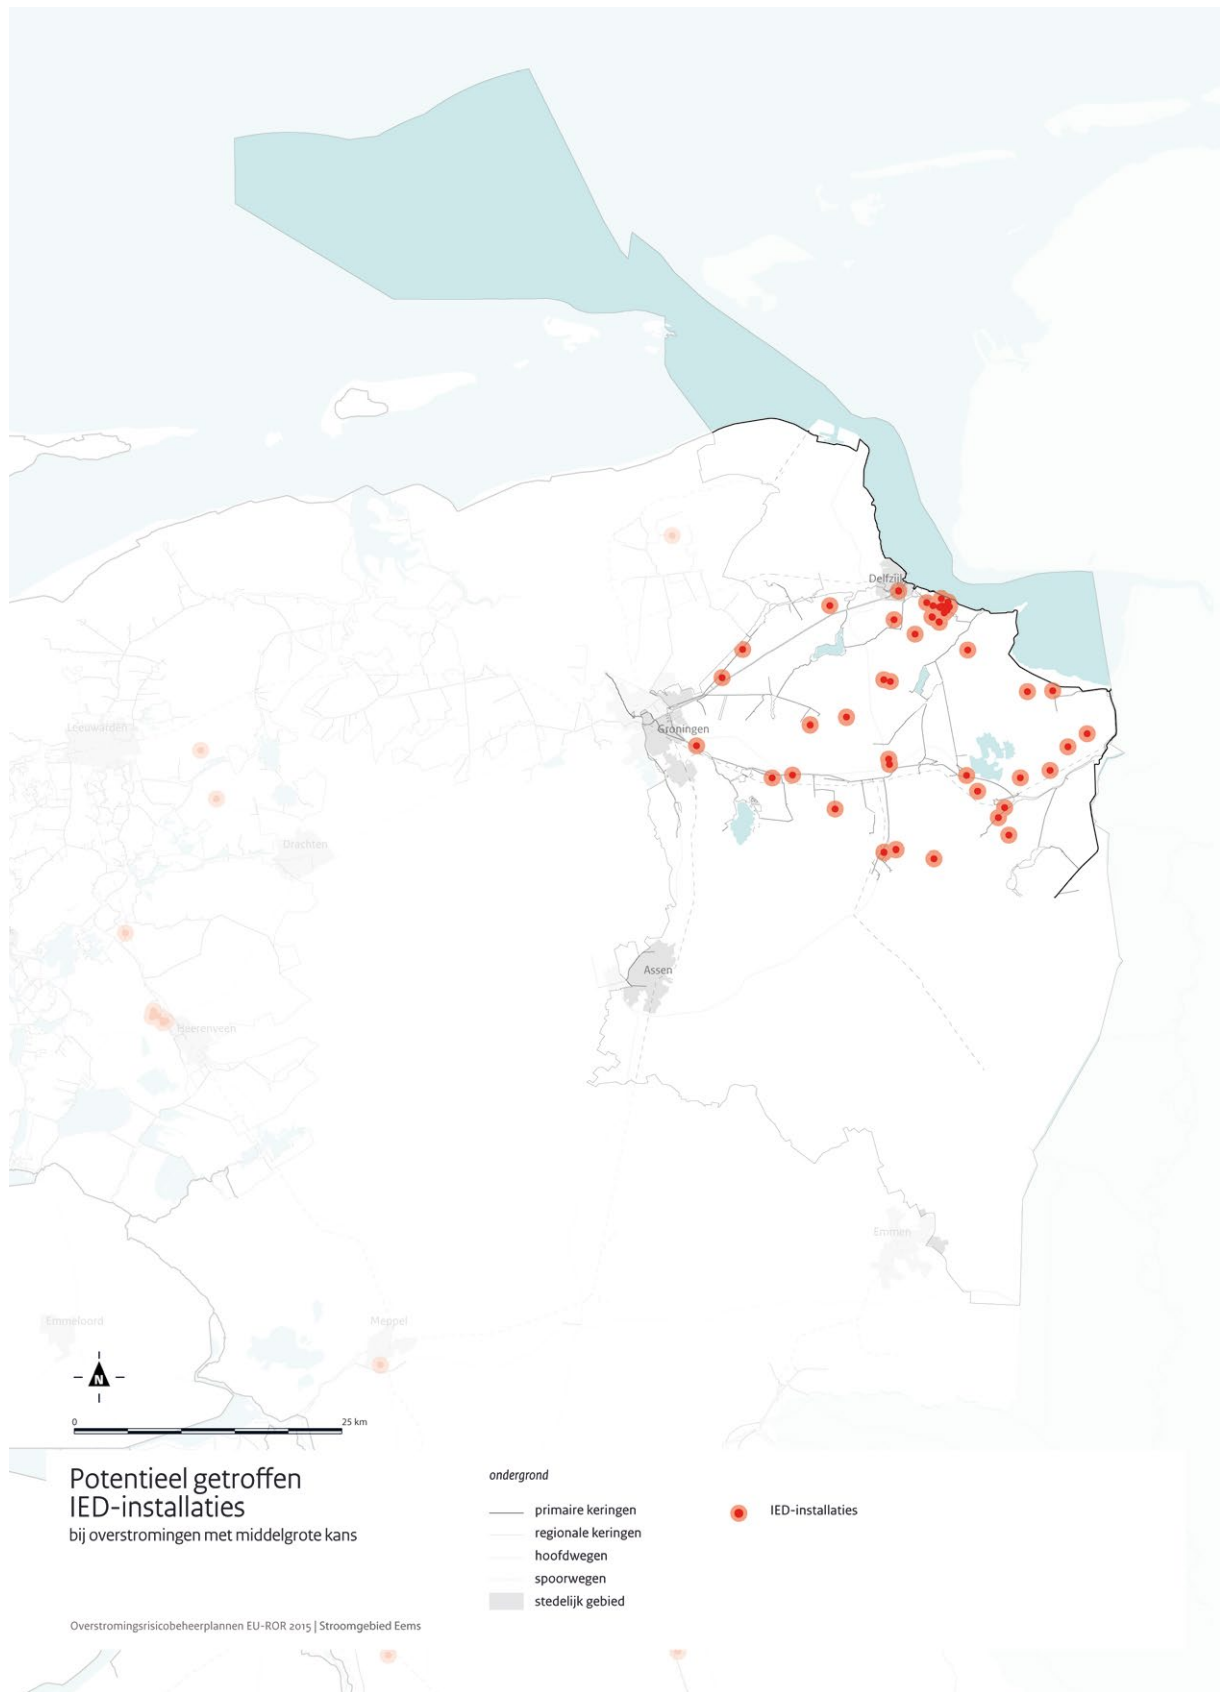 Delfzijl
Groningen
Leeuwarden
Drachten
Assen
Heerenveen
Emmen
Emmeloord
Meppel
N
0
25 km
Potentieel getroffen
IED-installaties
bij overstromingen met middelgrote kans
ondergrond
primaire keringen
regionale keringen
hoofdwegen
spoorwegen
stedelijk gebied
IED-installaties
Overstromingsrisicobeheerplannen EU-ROR 2015 | Stroomgebied Eems